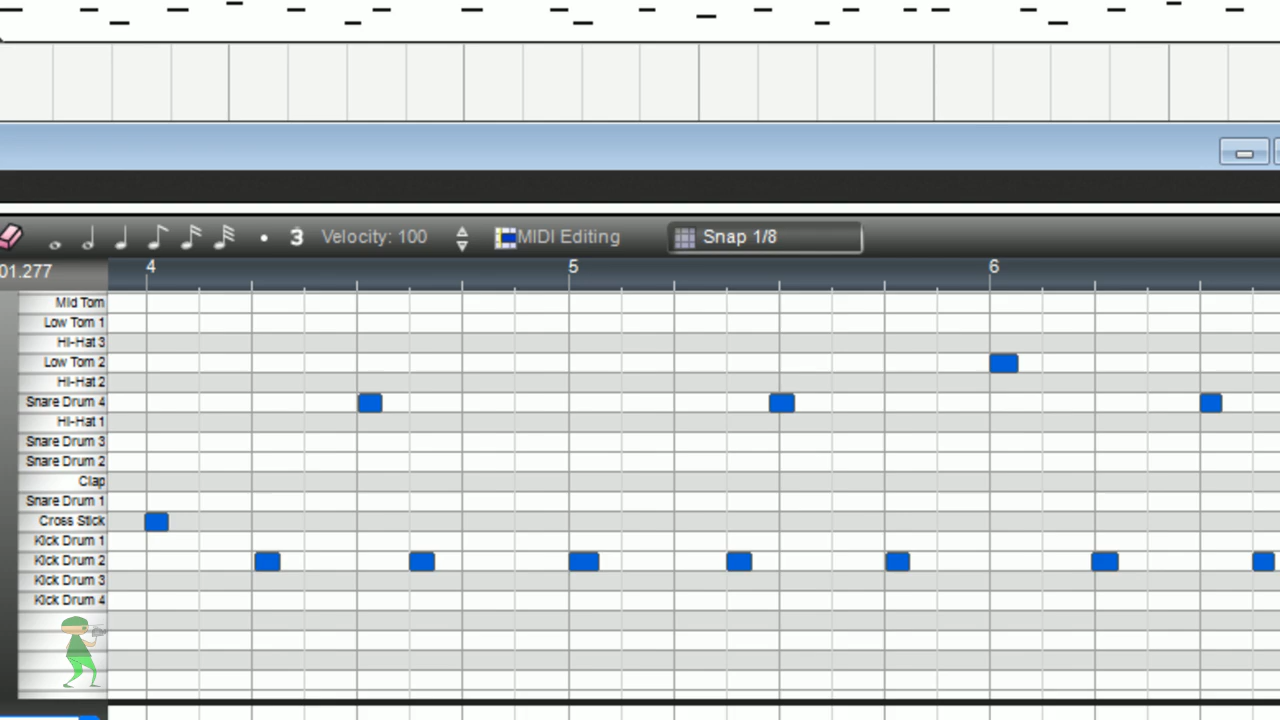 3 Velocity: 100 MIDI Editing Snap 1/8
01.277 4 5 6
Mid Tom
Low Tom 1
Hi-Hat 3
Low Tom 2
Hi-Hat 2
Snare Drum 4
Hi-Hat 1
Snare Drum 3
Snare Drum 2
Clap
Snare Drum 1
Cross Stick
Kick Drum 1
Kick Drum 2
Kick Drum 3
Kick Drum 4